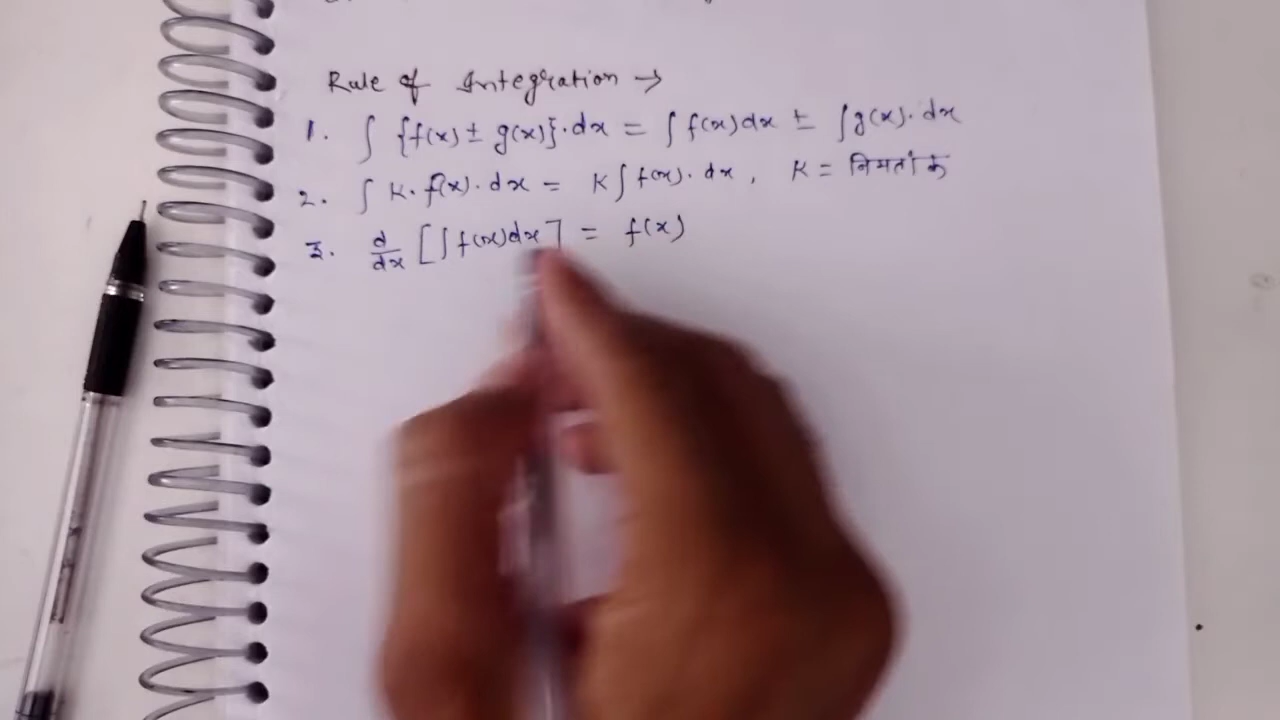 Rule of Integration →
1. ∫ {f(x) ± g(x)}. dx = ∫ f(x) dx ± ∫ g(x). dx
2. ∫ K. f(x). dx = K ∫ f(x). dx, K = नियतांक
3. d/dx [∫ f(x) dx] = f(x)